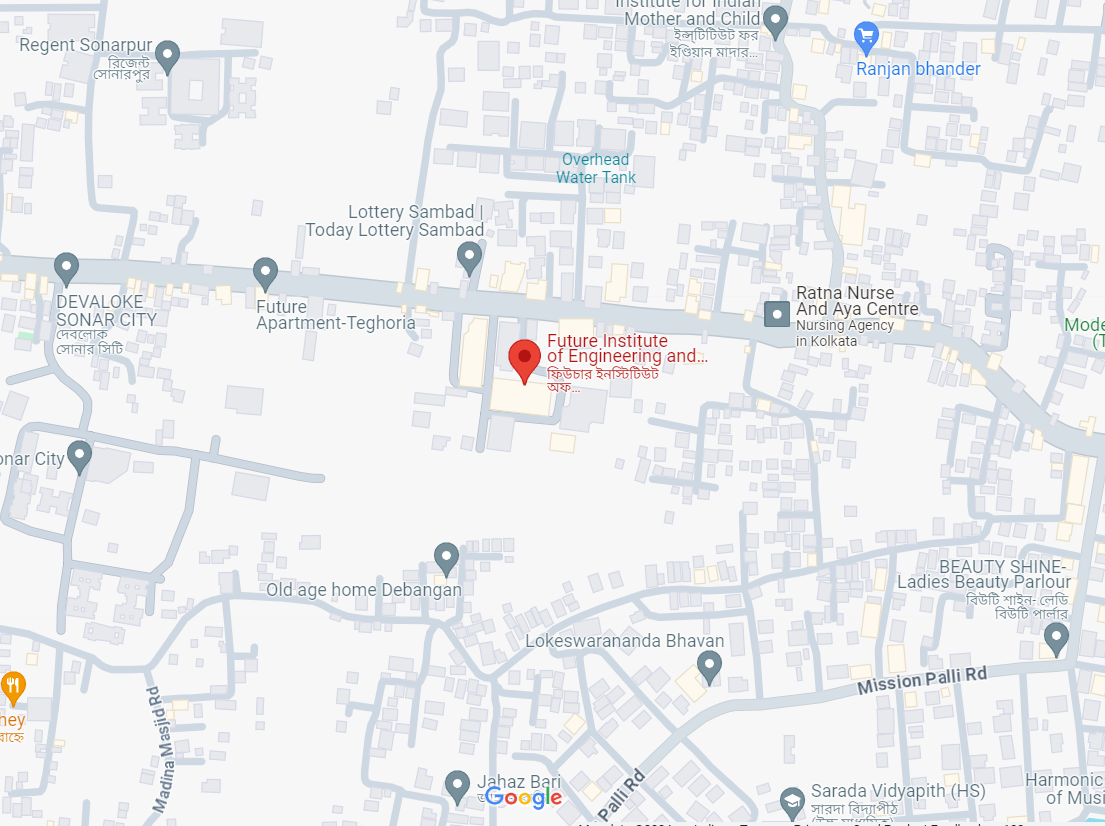 Institute for Indian
Mother and Child
ইন্সটিটিউট ফর
ইণ্ডিয়ান মাদার...
Regent Sonarpur
রিজেন্ট
সোনারপুর
Ranjan bhander
Overhead
Water Tank
Lottery Sambad |
Today Lottery Sambad
DEVALOKE
SONAR CITY
দেবলোক
সোনার সিটি
Future
Apartment-Teghoria
Ratna Nurse
And Aya Centre
Nursing Agency
in Kolkata
Future Institute
of Engineering and...
ফিউচার ইনস্টিটিউট
অফ...
Mode
(T
onar City
Old age home Debangan
BEAUTY SHINE-
Ladies Beauty Parlour
বিউটি শাইন- লেডি
বিউটি পার্লার
Lokeswarananda Bhavan
Mission Palli Rd
hey
Madina Masjid Rd
Jahaz Bari
Google
Palli Rd
Sarada Vidyapith (HS)
সারদা বিদ্যাপীঠ
Harmonic
of Musi